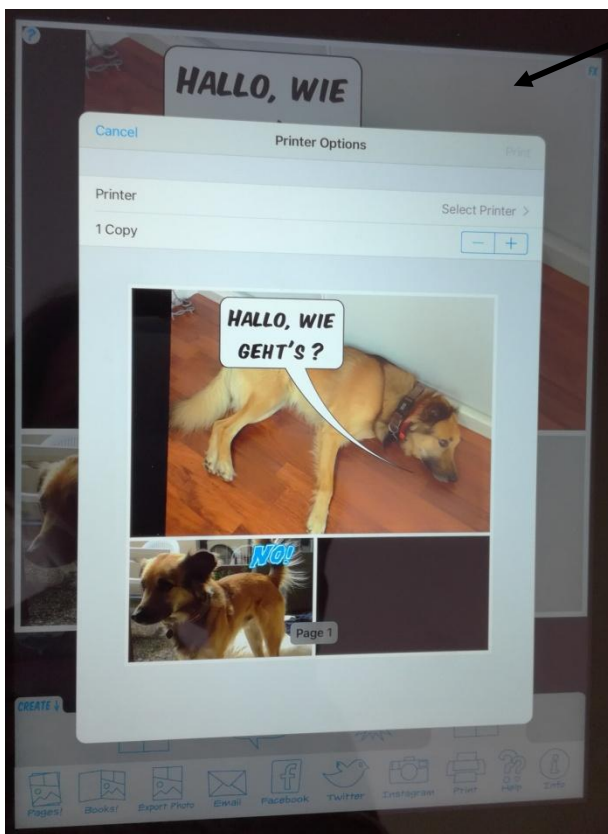 ?
FX
HALLO, WIE
Cancel
Printer Options
Print
Printer
Select Printer >
1 Copy
− +
HALLO, WIE
GEHT'S ?
NO!
Page 1
CREATE ↓
Pages!
Books!
Export Photo
Email
Facebook
Twitter
Instagram
Print
Help
Info